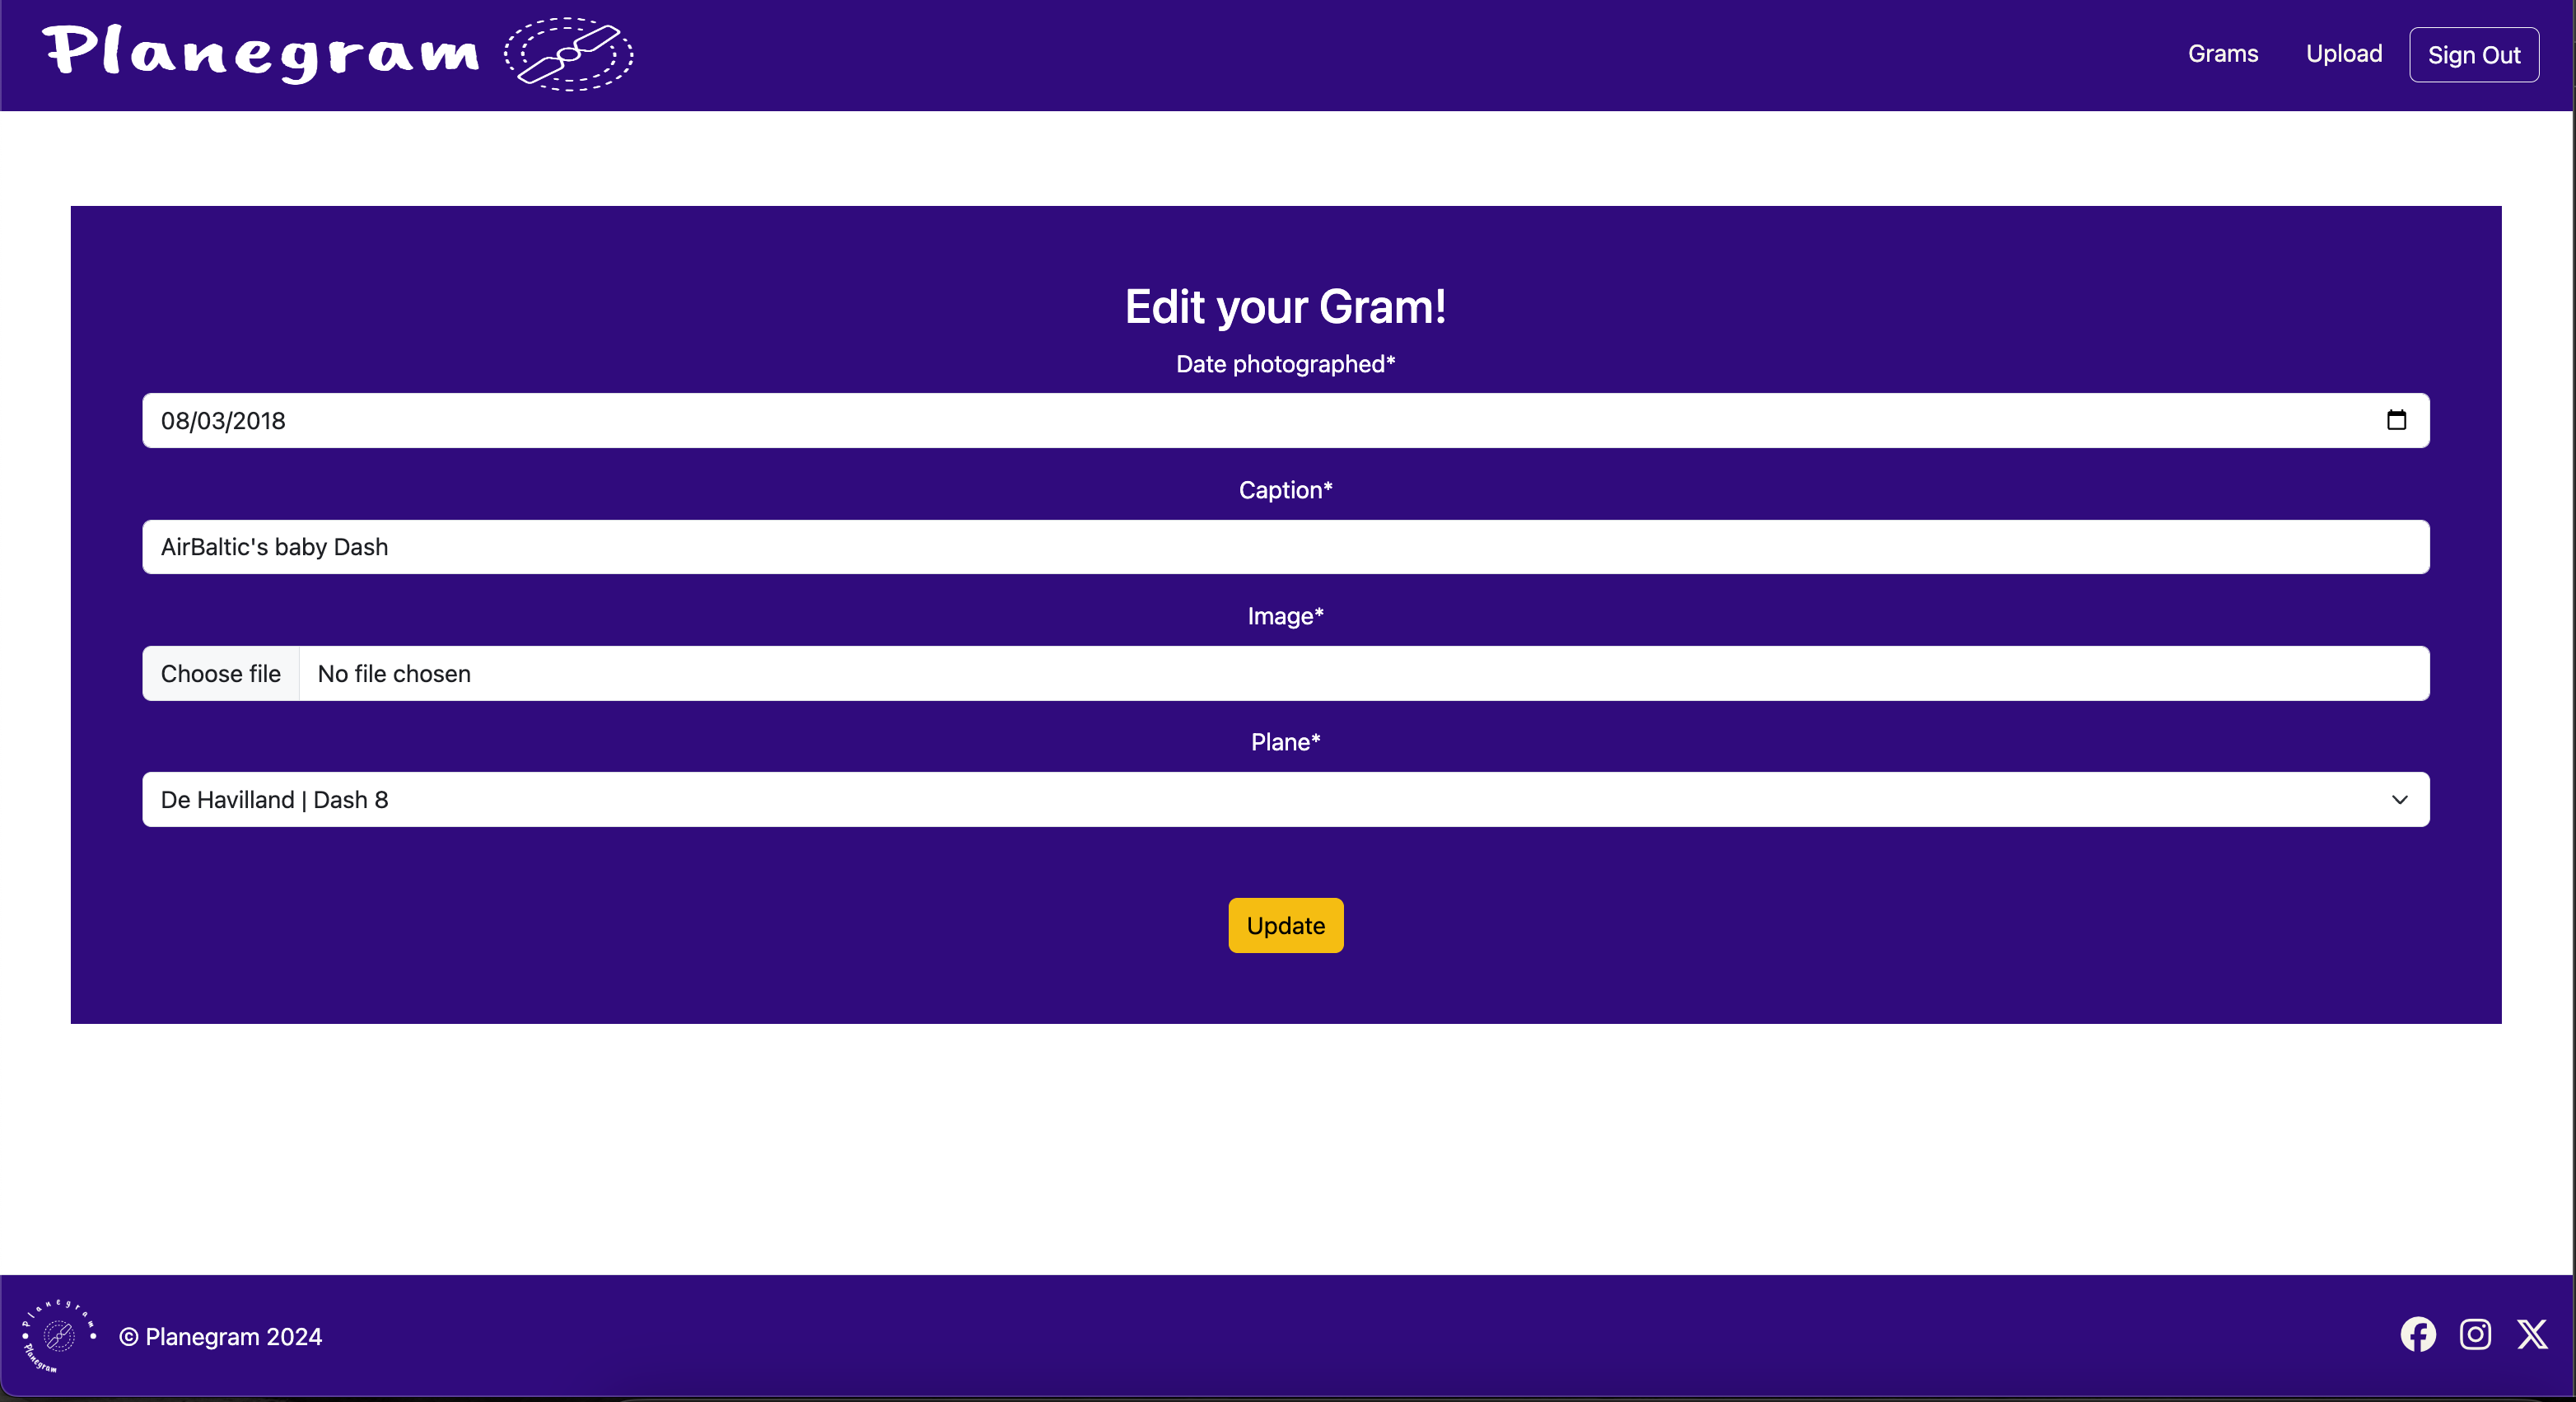 Planegram
Grams Upload Sign Out
Edit your Gram!
Date photographed*
08/03/2018
Caption*
AirBaltic's baby Dash
Image*
Choose file No file chosen
Plane*
De Havilland | Dash 8
Update
Planegram
Planegram
© Planegram 2024